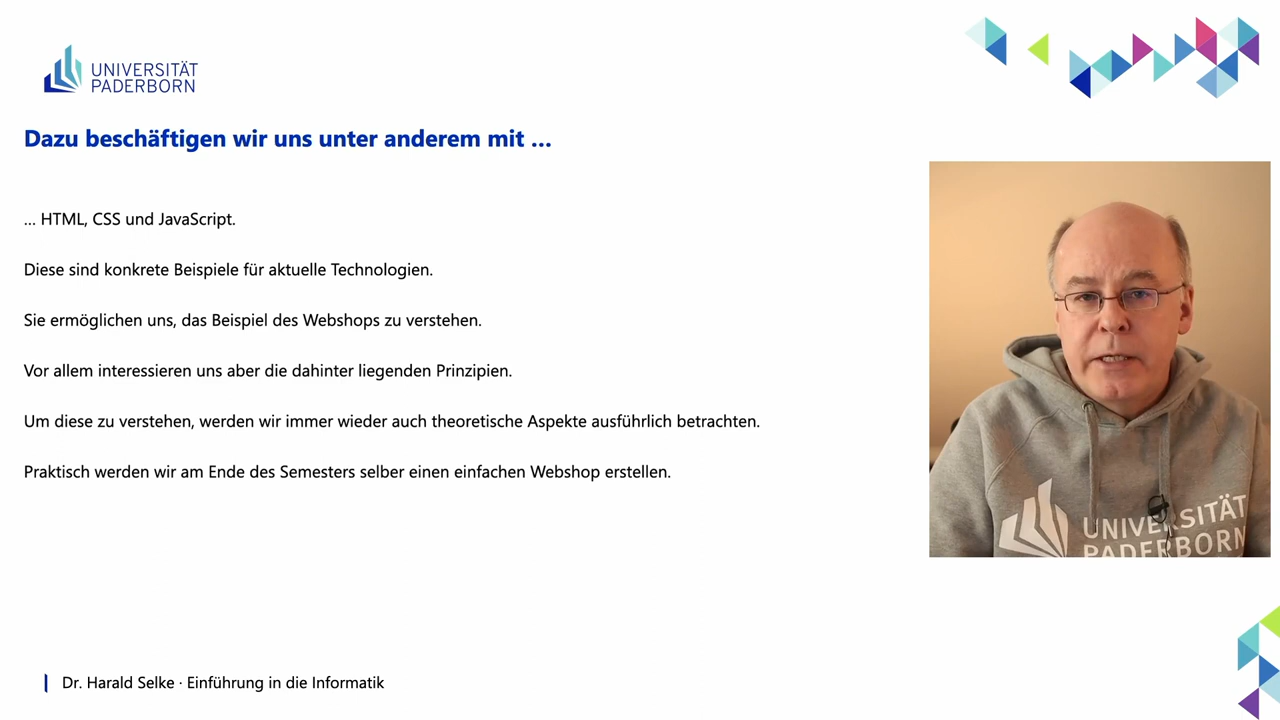 UNIVERSITÄT
PADERBORN
Dazu beschäftigen wir uns unter anderem mit …
… HTML, CSS und JavaScript.
Diese sind konkrete Beispiele für aktuelle Technologien.
Sie ermöglichen uns, das Beispiel des Webshops zu verstehen.
Vor allem interessieren uns aber die dahinter liegenden Prinzipien.
Um diese zu verstehen, werden wir immer wieder auch theoretische Aspekte ausführlich betrachten.
Praktisch werden wir am Ende des Semesters selber einen einfachen Webshop erstellen.
UNIVERSITÄT
PADERBORN
Dr. Harald Selke · Einführung in die Informatik